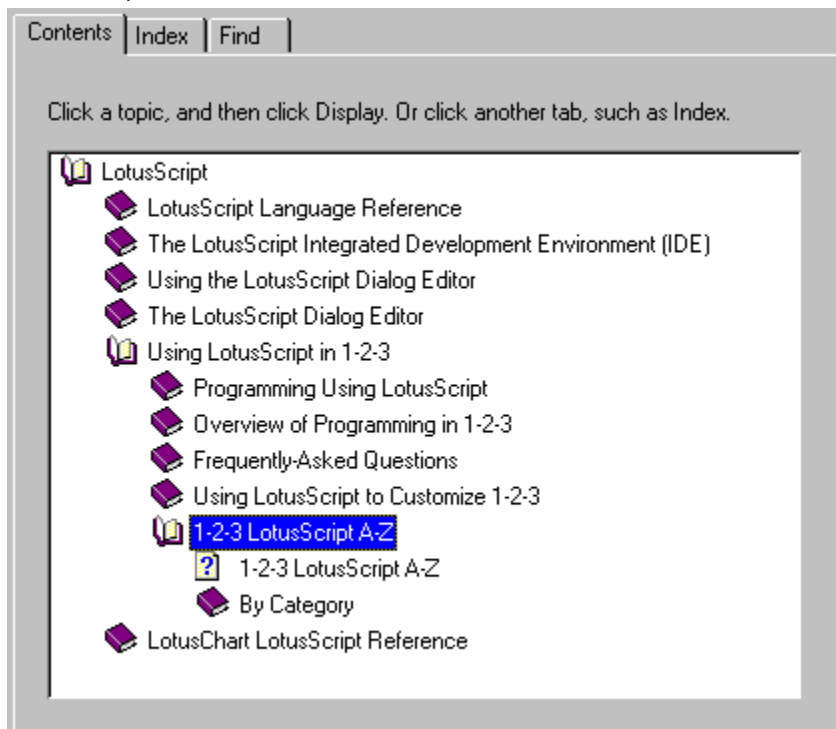 Contents Index Find
Click a topic, and then click Display. Or click another tab, such as Index.
LotusScript
LotusScript Language Reference
The LotusScript Integrated Development Environment (IDE)
Using the LotusScript Dialog Editor
The LotusScript Dialog Editor
Using LotusScript in 1-2-3
Programming Using LotusScript
Overview of Programming in 1-2-3
Frequently-Asked Questions
Using LotusScript to Customize 1-2-3
1-2-3 LotusScript A-Z
? 1-2-3 LotusScript A-Z
By Category
LotusChart LotusScript Reference